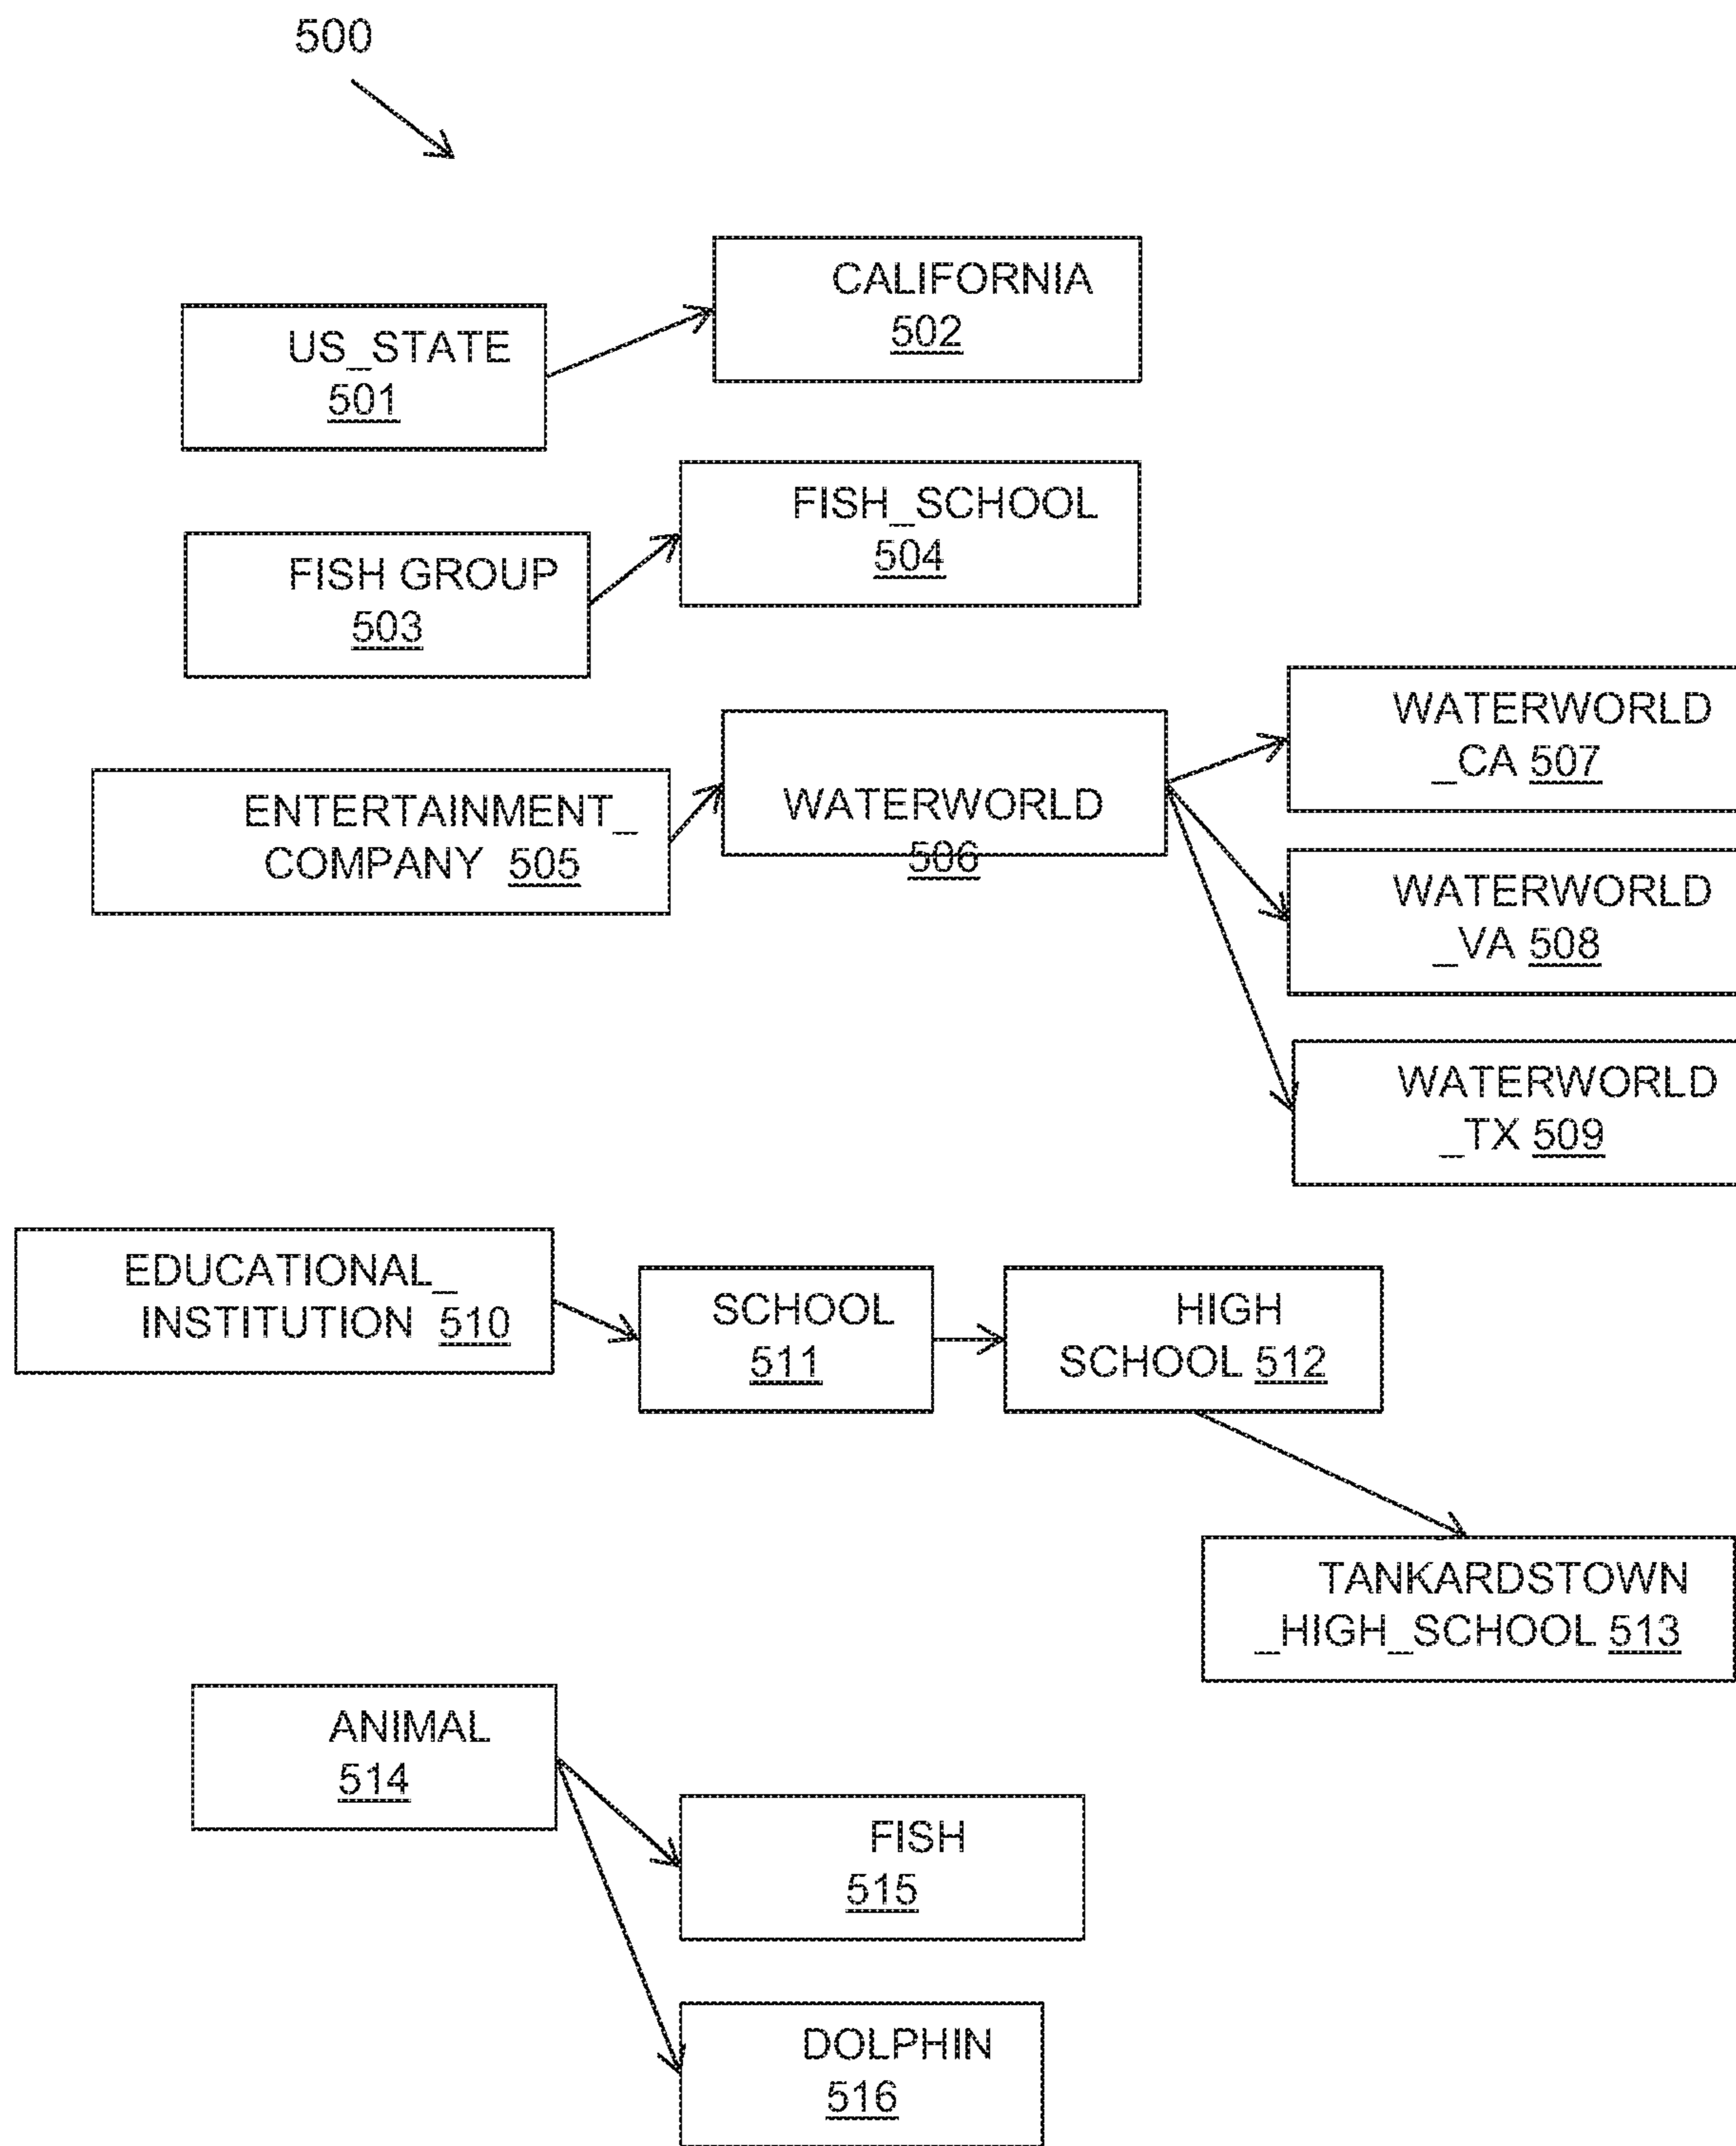 500
CALIFORNIA
502
US_STATE
501
FISH_SCHOOL
504
FISH GROUP
503
WATERWORLD
_CA 507
WATERWORLD
506
ENTERTAINMENT_
COMPANY 505
WATERWORLD
_VA 508
WATERWORLD
_TX 509
EDUCATIONAL_
INSTITUTION 510
SCHOOL
511
HIGH
SCHOOL 512
TANKARDSTOWN
_HIGH_SCHOOL 513
ANIMAL
514
FISH
515
DOLPHIN
516